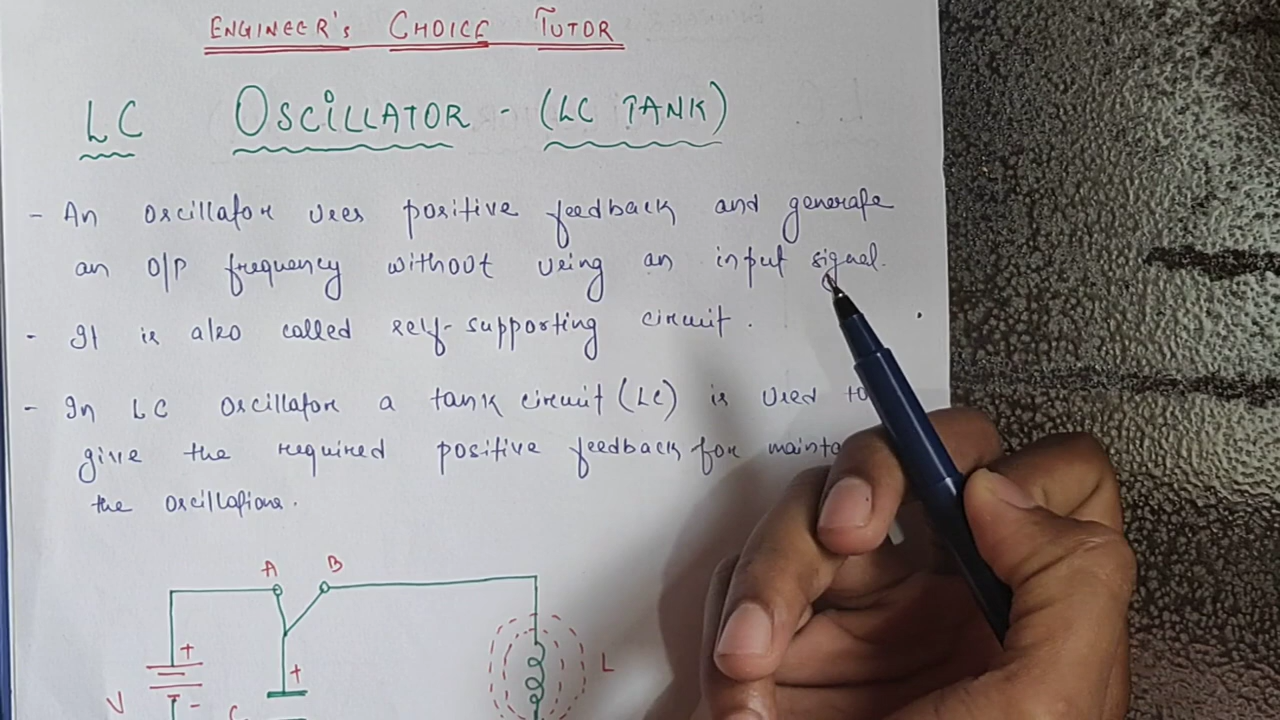 ENGINEER'S CHOICE TUTOR
LC OSCILLATOR - (LC TANK)
- An oscillator uses positive feedback and generate
an O/P frequency without using an input signal.
- It is also called self-supporting circuit.
- In LC oscillator a tank circuit (LC) is used to
give the required positive feedback for
the oscillations.
A B
+ + L
V - C